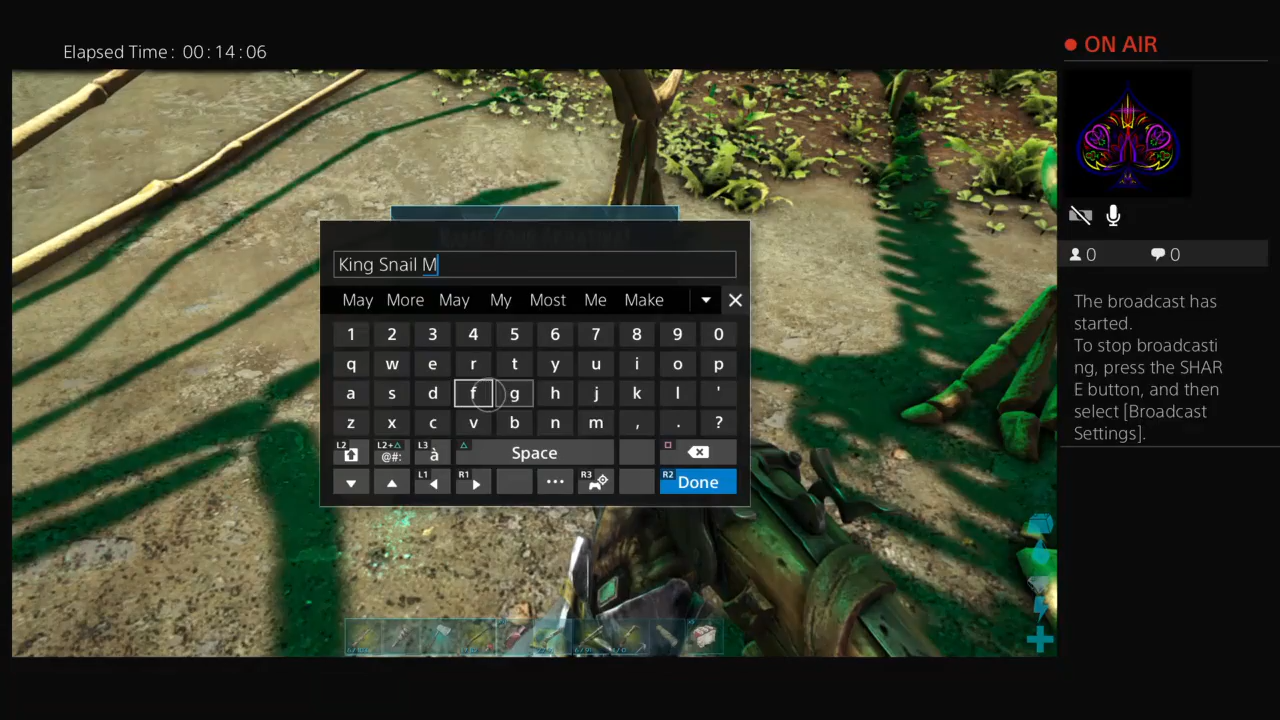 Elapsed Time: 00:14:06
ON AIR
King Snail M
May More May My Most Me Make
1 2 3 4 5 6 7 8 9 0
q w e r t y u i o p
a s d f g h j k l '
z x c v b n m , . ?
L2 L2+△ @#: L3 à △ Space □
L1 R1 ... R3 R2 Done
0 0
The broadcast has
started.
To stop broadcasti
ng, press the SHAR
E button, and then
select [Broadcast
Settings].